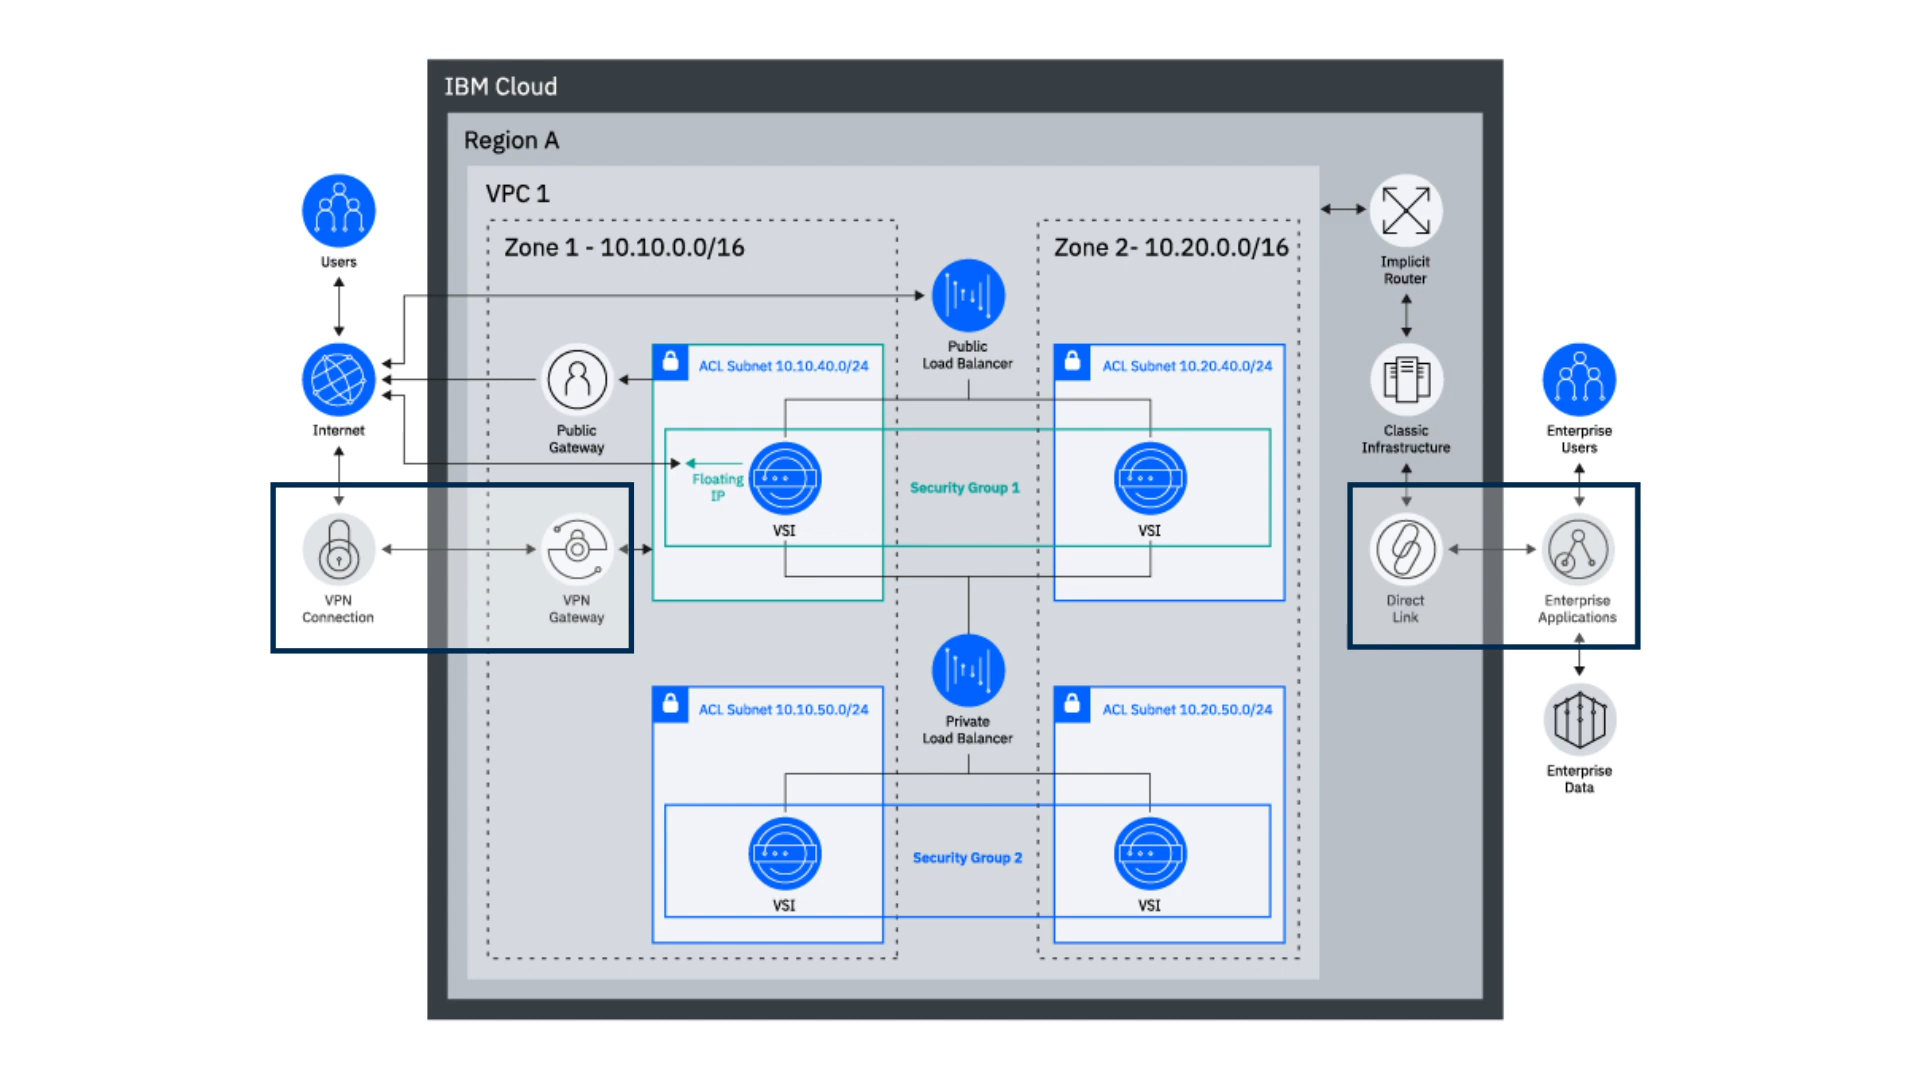 IBM Cloud
Region A
VPC 1
Zone 1 - 10.10.0.0/16
Zone 2- 10.20.0.0/16
Users
Internet
VPN
Connection
Public
Gateway
VPN
Gateway
ACL Subnet 10.10.40.0/24
Floating
IP
VSI
Public
Load Balancer
Security Group 1
ACL Subnet 10.20.40.0/24
VSI
ACL Subnet 10.10.50.0/24
VSI
Private
Load Balancer
Security Group 2
ACL Subnet 10.20.50.0/24
VSI
Implicit
Router
Classic
Infrastructure
Direct
Link
Enterprise
Users
Enterprise
Applications
Enterprise
Data